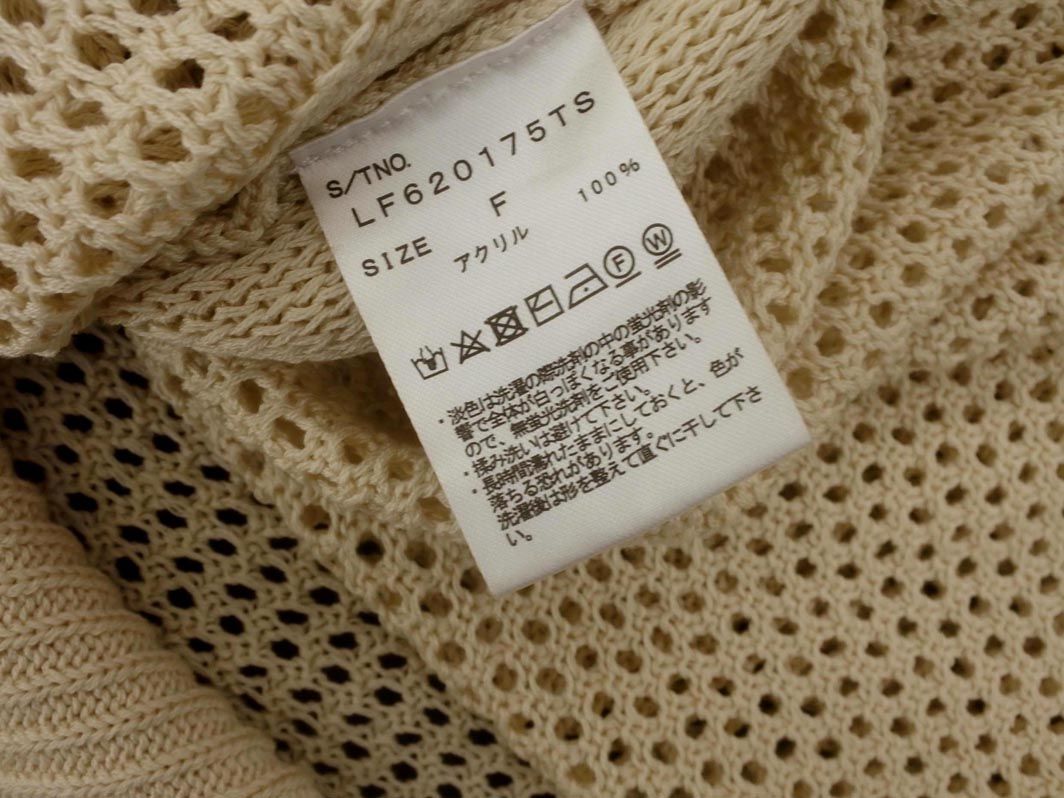 S/TNO.
LF620175TS
SIZE F
アクリル 100%
F W
・淡色は洗濯の際洗剤の中の蛍光剤の影
響で全体が白っぽくなる事があります
ので、無蛍光洗剤をご使用下さい。
・揉み洗いは避けて下さい。
・長時間濡れたままにしておくと、色が
落ちる恐れがあります。
洗濯後は形を整えて直ぐに干して下さ
い。